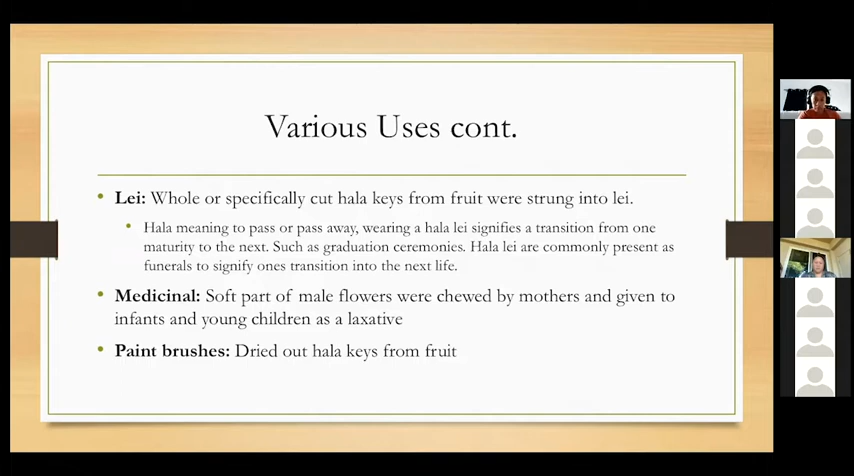 Various Uses cont.
• Lei: Whole or specifically cut hala keys from fruit were strung into lei.
• Hala meaning to pass or pass away, wearing a hala lei signifies a transition from one
maturity to the next. Such as graduation ceremonies. Hala lei are commonly present as
funerals to signify ones transition into the next life.
• Medicinal: Soft part of male flowers were chewed by mothers and given to
infants and young children as a laxative
• Paint brushes: Dried out hala keys from fruit